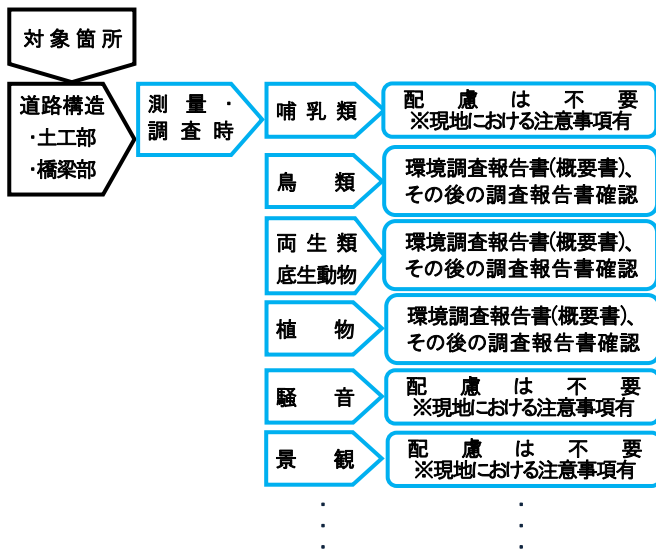 対象箇所
道路構造
・土工部
・橋梁部
測量・
調査時
哺乳類
配慮は不要
※現地における注意事項有
鳥類
環境調査報告書(概要書)、
その後の調査報告書確認
両生類
底生動物
環境調査報告書(概要書)、
その後の調査報告書確認
植物
環境調査報告書(概要書)、
その後の調査報告書確認
騒音
配慮は不要
※現地における注意事項有
景観
配慮は不要
※現地における注意事項有